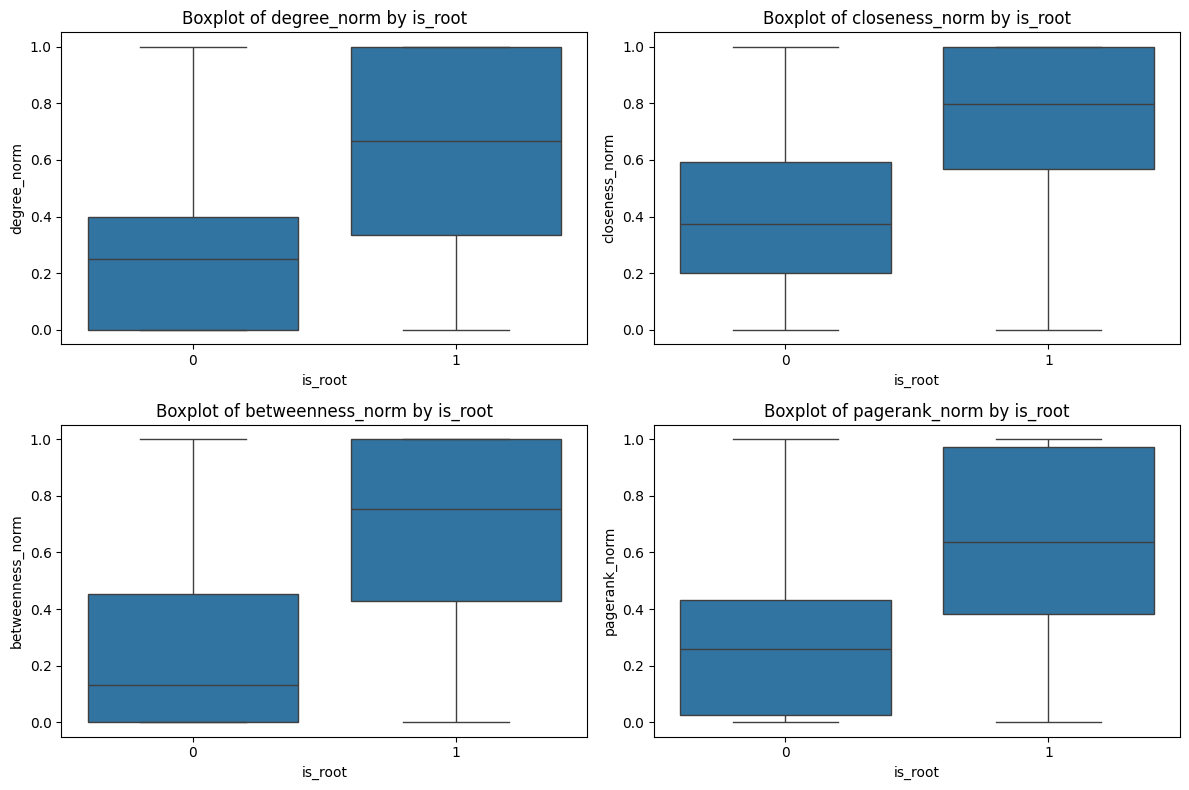 Boxplot of degree_norm by is_root
degree_norm
1.0
0.8
0.6
0.4
0.2
0.0
0
1
is_root
Boxplot of closeness_norm by is_root
closeness_norm
1.0
0.8
0.6
0.4
0.2
0.0
0
1
is_root
Boxplot of betweenness_norm by is_root
betweenness_norm
1.0
0.8
0.6
0.4
0.2
0.0
0
1
is_root
Boxplot of pagerank_norm by is_root
pagerank_norm
1.0
0.8
0.6
0.4
0.2
0.0
0
1
is_root